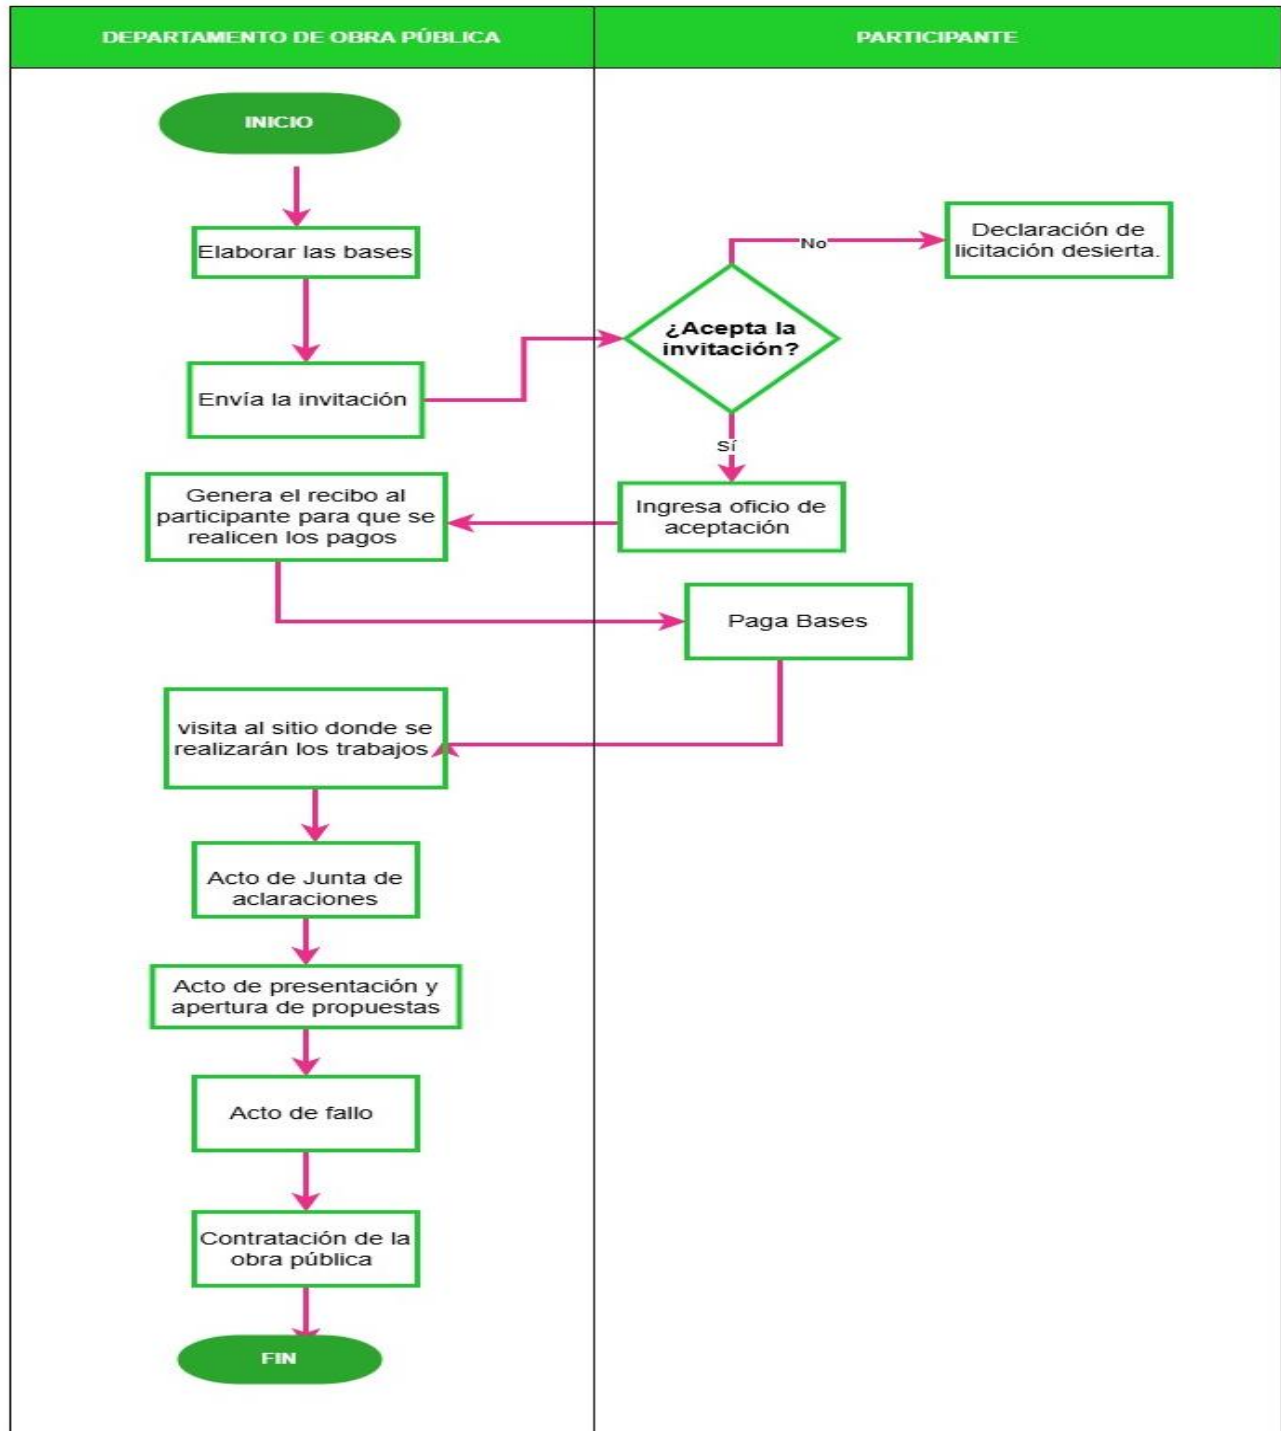 DEPARTAMENTO DE OBRA PÚBLICA
PARTICIPANTE
INICIO
Elaborar las bases
Envía la invitación
¿Acepta la
invitación?
No
Declaración de
licitación desierta.
Sí
Ingresa oficio de
aceptación
Genera el recibo al
participante para que se
realicen los pagos
Paga Bases
visita al sitio donde se
realizarán los trabajos
Acto de Junta de
aclaraciones
Acto de presentación y
apertura de propuestas
Acto de fallo
Contratación de la
obra pública
FIN